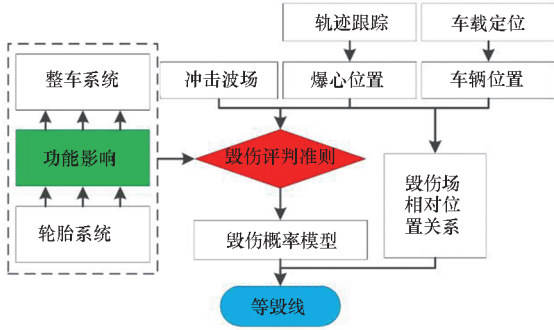 轨迹跟踪
车载定位
整车系统
冲击波场
爆心位置
车辆位置
功能影响
毁伤评判准则
毁伤场
相对位
置关系
轮胎系统
毁伤概率模型
等毁线